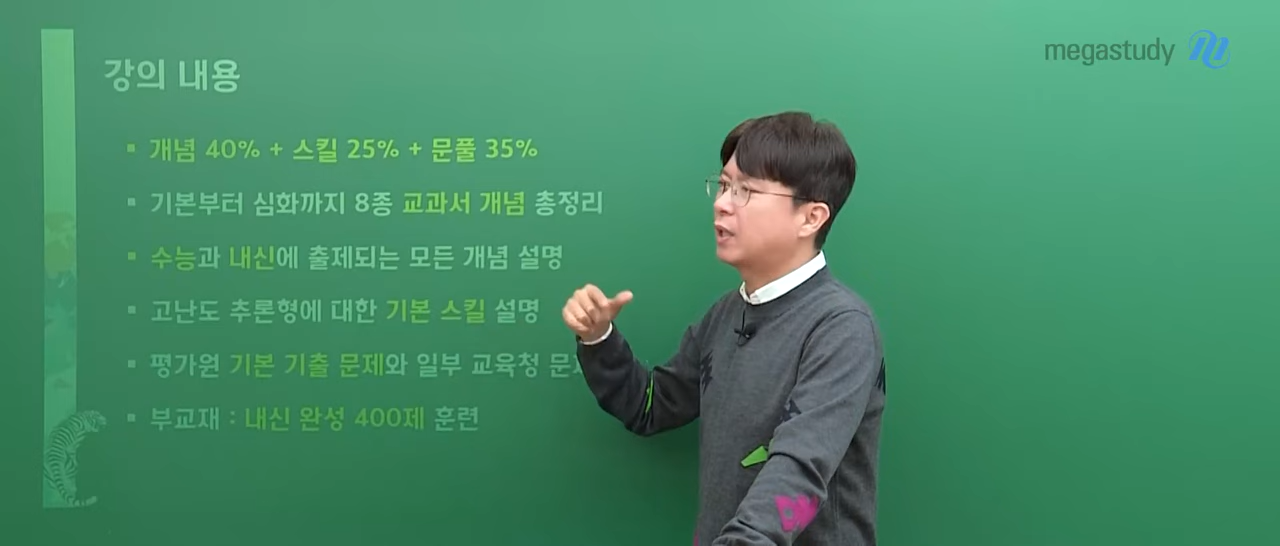 강의 내용
megastudy
▪ 개념 40% + 스킬 25% + 문풀 35%
▪ 기본부터 심화까지 8종 교과서 개념 총정리
▪ 수능과 내신에 출제되는 모든 개념 설명
▪ 고난도 추론형에 대한 기본 스킬 설명
▪ 평가원 기본 기출 문제와 일부 교육청
▪ 부교재 : 내신 완성 400제 훈련